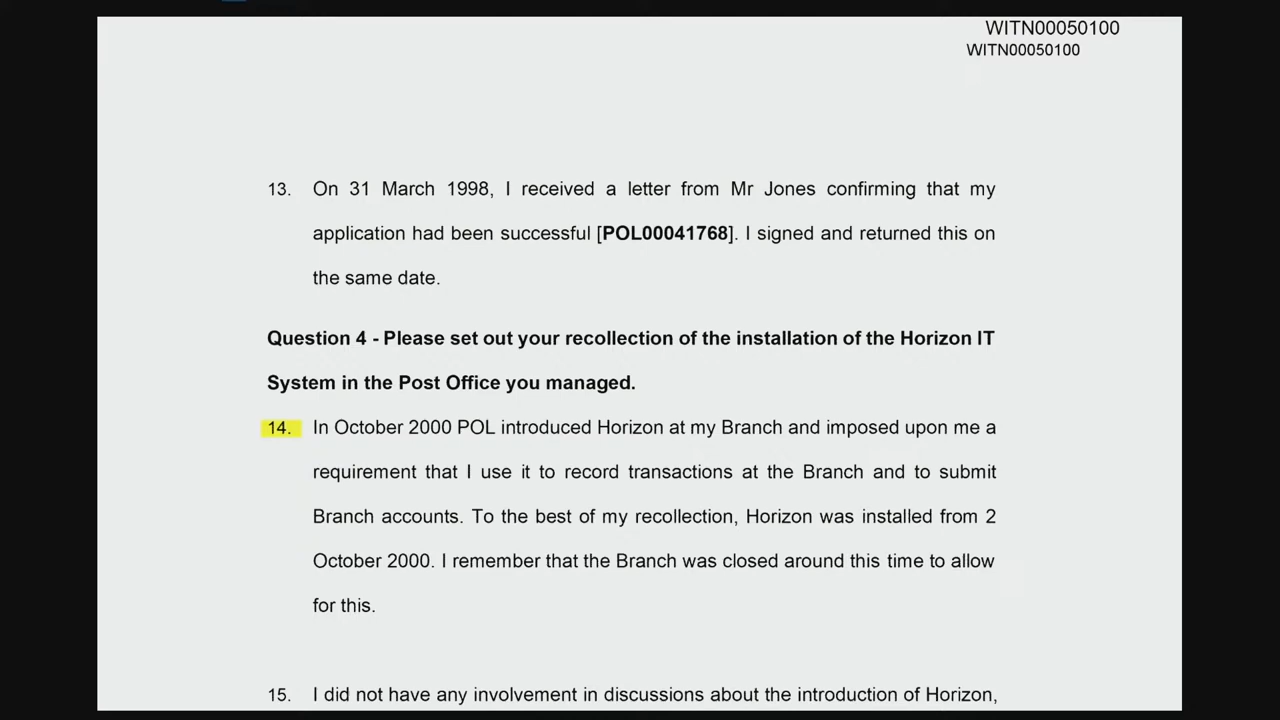 WITN00050100
WITN00050100
13. On 31 March 1998, I received a letter from Mr Jones confirming that my
application had been successful [POL00041768]. I signed and returned this on
the same date.
Question 4 - Please set out your recollection of the installation of the Horizon IT
System in the Post Office you managed.
14. In October 2000 POL introduced Horizon at my Branch and imposed upon me a
requirement that I use it to record transactions at the Branch and to submit
Branch accounts. To the best of my recollection, Horizon was installed from 2
October 2000. I remember that the Branch was closed around this time to allow
for this.
15. I did not have any involvement in discussions about the introduction of Horizon,